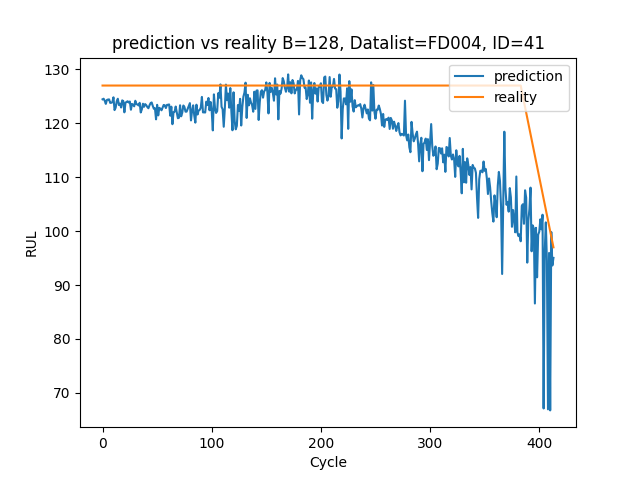 prediction vs reality B=128, Datalist=FD004, ID=41
prediction
reality
RUL
130
120
110
100
90
80
70
0 100 200 300 400
Cycle